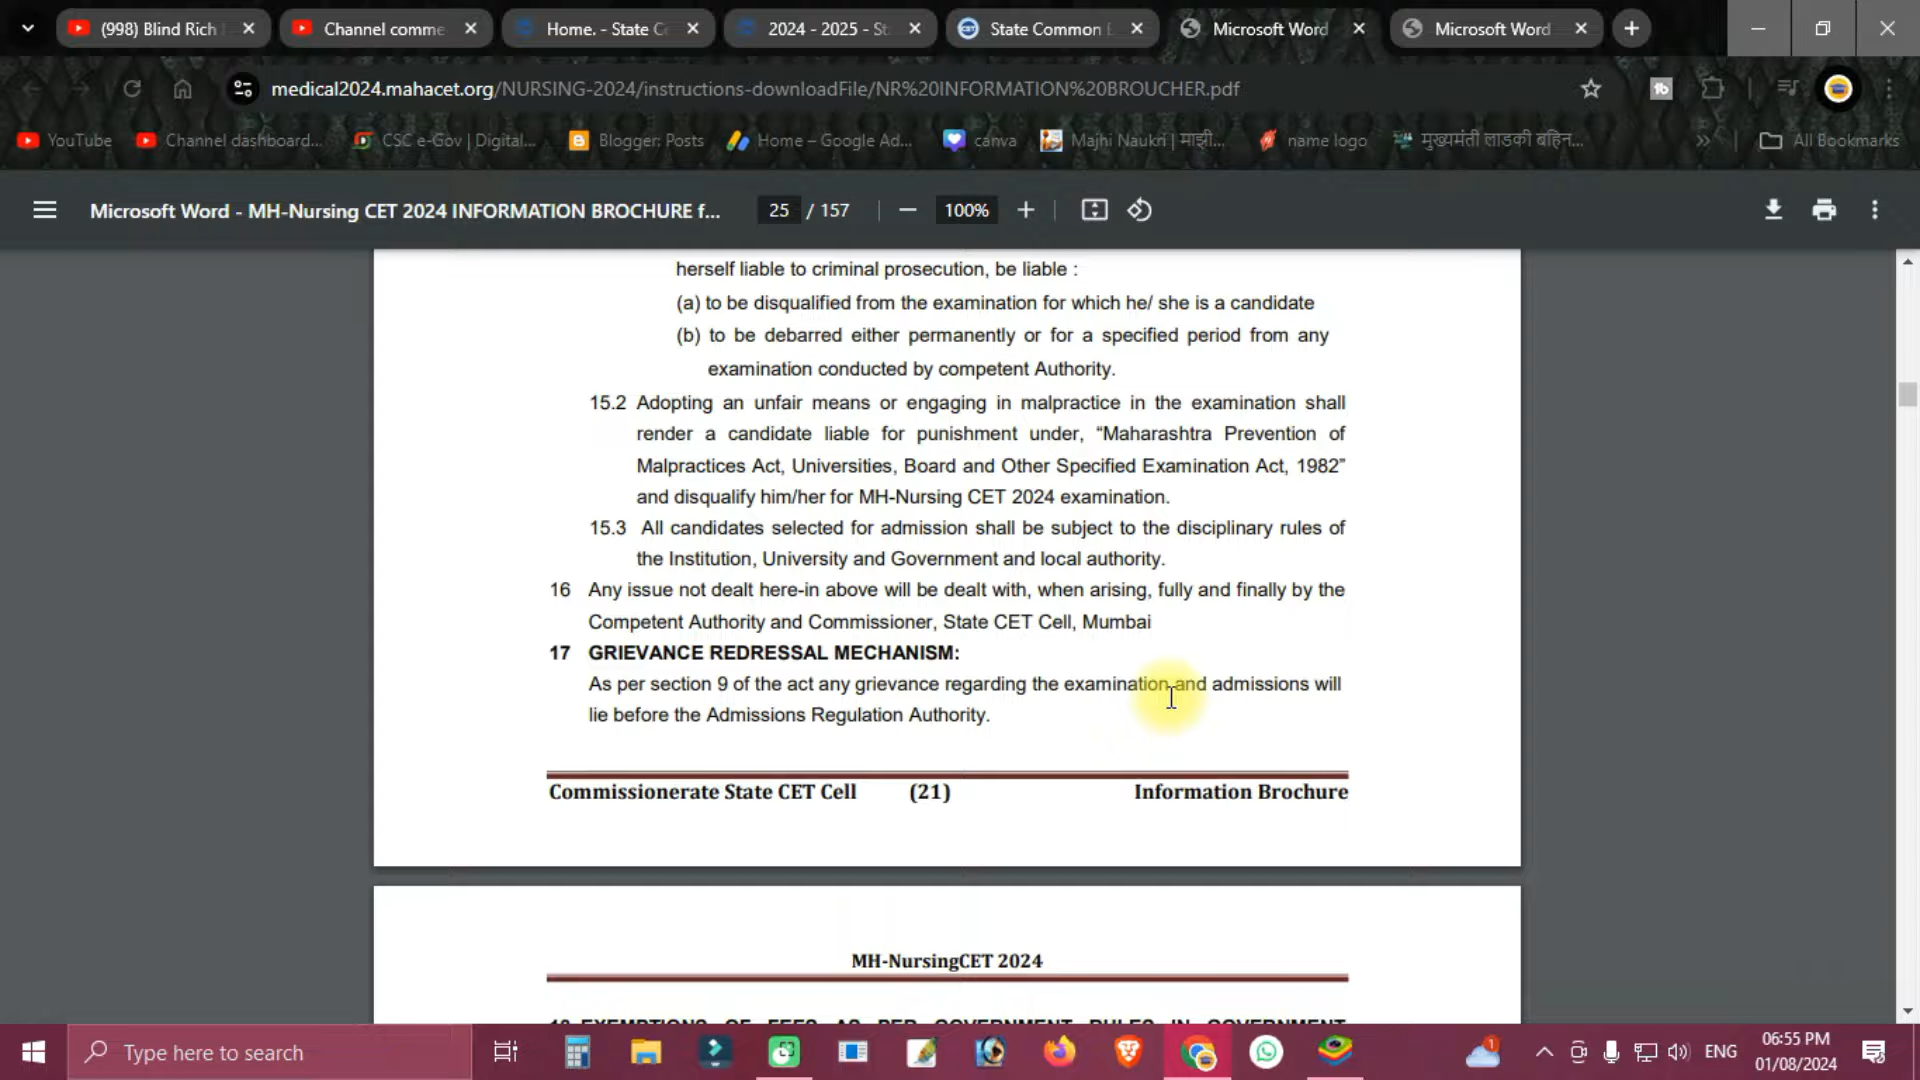 (998) Blind Rich
Channel comme
Home. - State C
2024 - 2025 - St
State Common
Microsoft Word
Microsoft Word
medical2024.mahacet.org/NURSING-2024/instructions-downloadFile/NR%20INFORMATION%20BROUCHER.pdf
YouTube
Channel dashboard...
CSC e-Gov | Digital...
Blogger: Posts
Home – Google Ad...
canva
Majhi Naukri | माझी...
name logo
मुख्यमंती लाडकी बहिन...
All Bookmarks
Microsoft Word - MH-Nursing CET 2024 INFORMATION BROCHURE f...
25 / 157
100%
herself liable to criminal prosecution, be liable :
(a) to be disqualified from the examination for which he/ she is a candidate
(b) to be debarred either permanently or for a specified period from any
examination conducted by competent Authority.
15.2 Adopting an unfair means or engaging in malpractice in the examination shall
render a candidate liable for punishment under, “Maharashtra Prevention of
Malpractices Act, Universities, Board and Other Specified Examination Act, 1982”
and disqualify him/her for MH-Nursing CET 2024 examination.
15.3 All candidates selected for admission shall be subject to the disciplinary rules of
the Institution, University and Government and local authority.
16 Any issue not dealt here-in above will be dealt with, when arising, fully and finally by the
Competent Authority and Commissioner, State CET Cell, Mumbai
17 GRIEVANCE REDRESSAL MECHANISM:
As per section 9 of the act any grievance regarding the examination and admissions will
lie before the Admissions Regulation Authority.
Commissionerate State CET Cell (21) Information Brochure
MH-NursingCET 2024
18 EXEMPTIONS OF FEES AS PER GOVERNMENT RULES IN GOVERNMENT
Type here to search
1
ENG
06:55 PM
01/08/2024